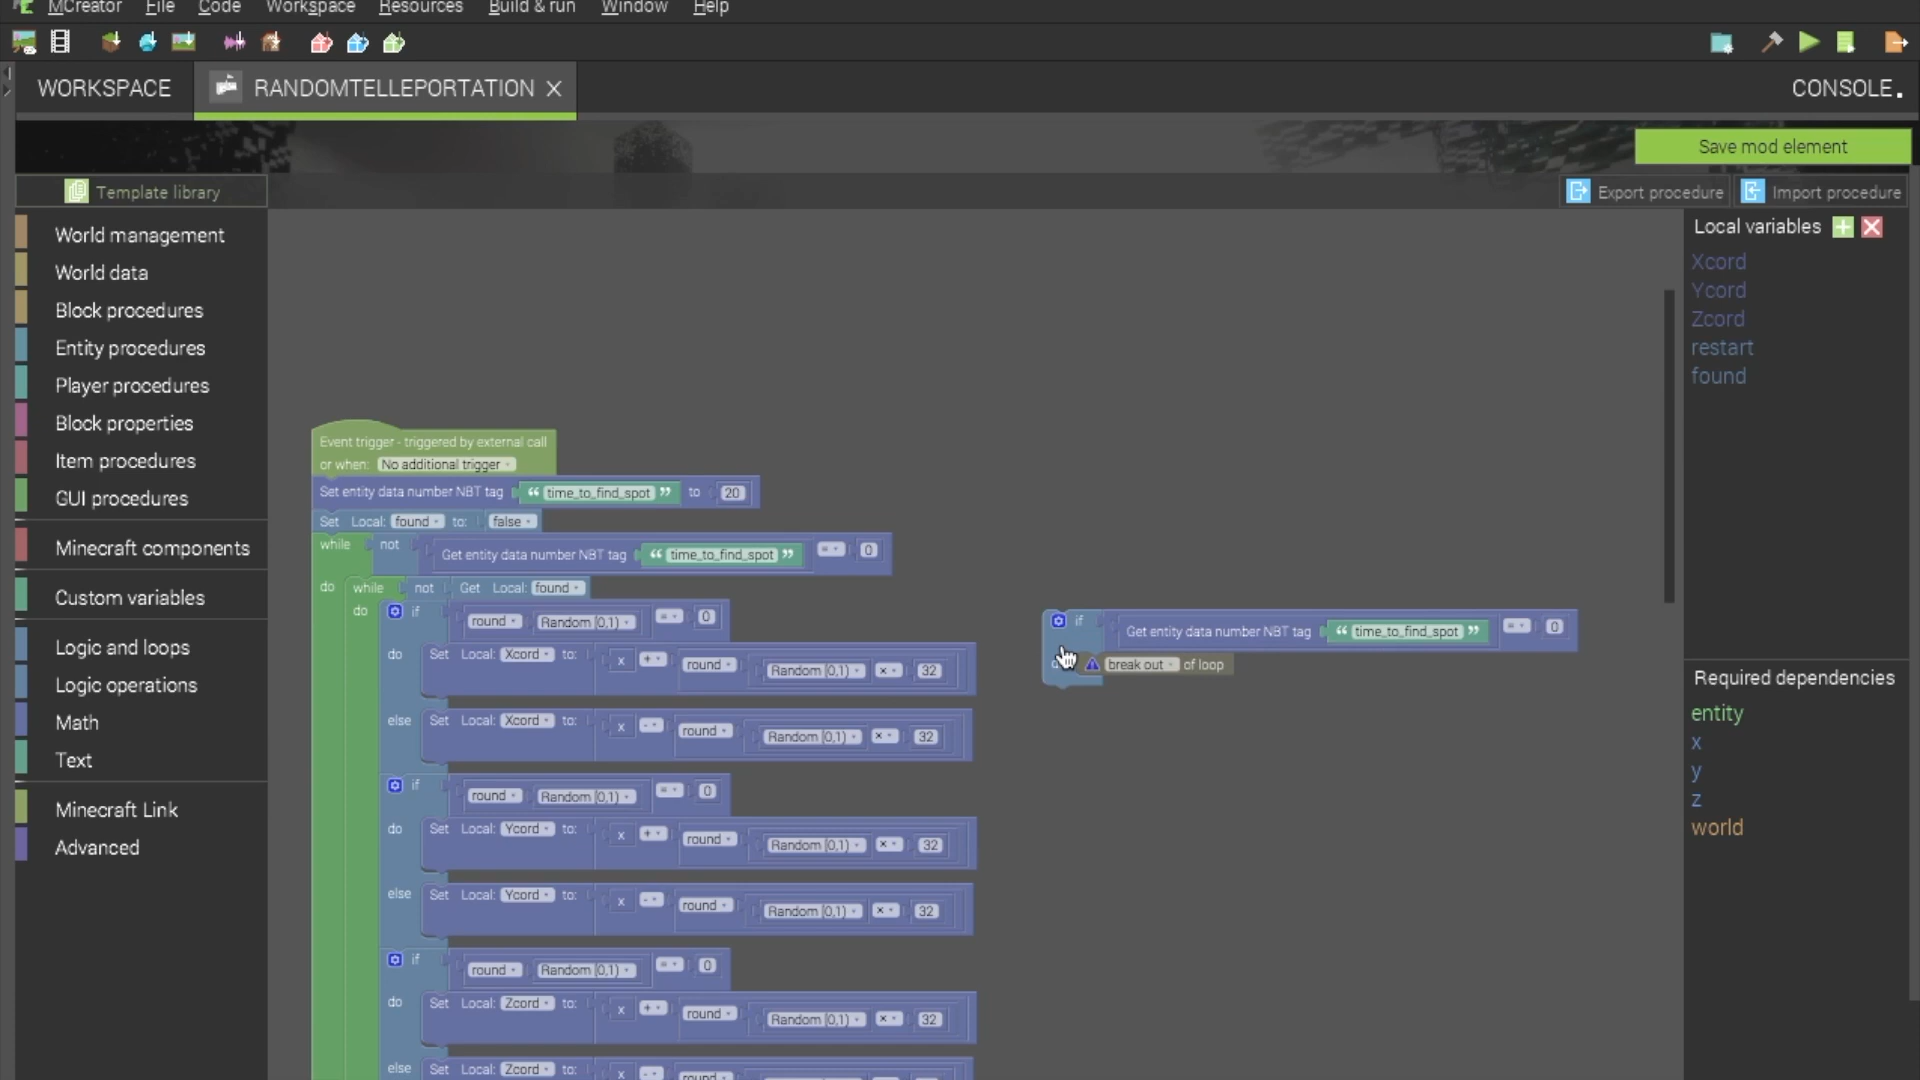 MCreator File Code Workspace Resources Build & run Window Help
WORKSPACE RANDOMTELLEPORTATION CONSOLE
Save mod element
Template library
Export procedure Import procedure
World management
World data
Block procedures
Entity procedures
Player procedures
Block properties
Item procedures
GUI procedures
Minecraft components
Custom variables
Logic and loops
Logic operations
Math
Text
Minecraft Link
Advanced
Event trigger - triggered by external call
or when: No additional trigger
Set entity data number NBT tag “ time_to_find_spot ” to 20
Set Local: found to: false
while not Get entity data number NBT tag “ time_to_find_spot ” = 0
do while not Get Local: found
do if round Random [0,1) = 0
do Set Local: Xcord to: x + round Random [0,1) × 32
else Set Local: Xcord to: x - round Random [0,1) × 32
if round Random [0,1) = 0
do Set Local: Ycord to: x + round Random [0,1) × 32
else Set Local: Ycord to: x - round Random [0,1) × 32
if round Random [0,1) = 0
do Set Local: Zcord to: x + round Random [0,1) × 32
else Set Local: Zcord to: x - round
if Get entity data number NBT tag “ time_to_find_spot ” = 0
break out of loop
Local variables
Xcord
Ycord
Zcord
restart
found
Required dependencies
entity
x
y
z
world